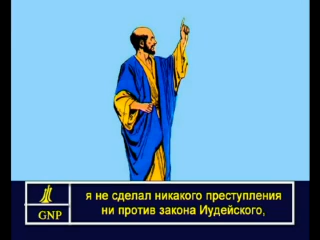 я не сделал никакого преступления
ни против закона Иудейского,
GNP